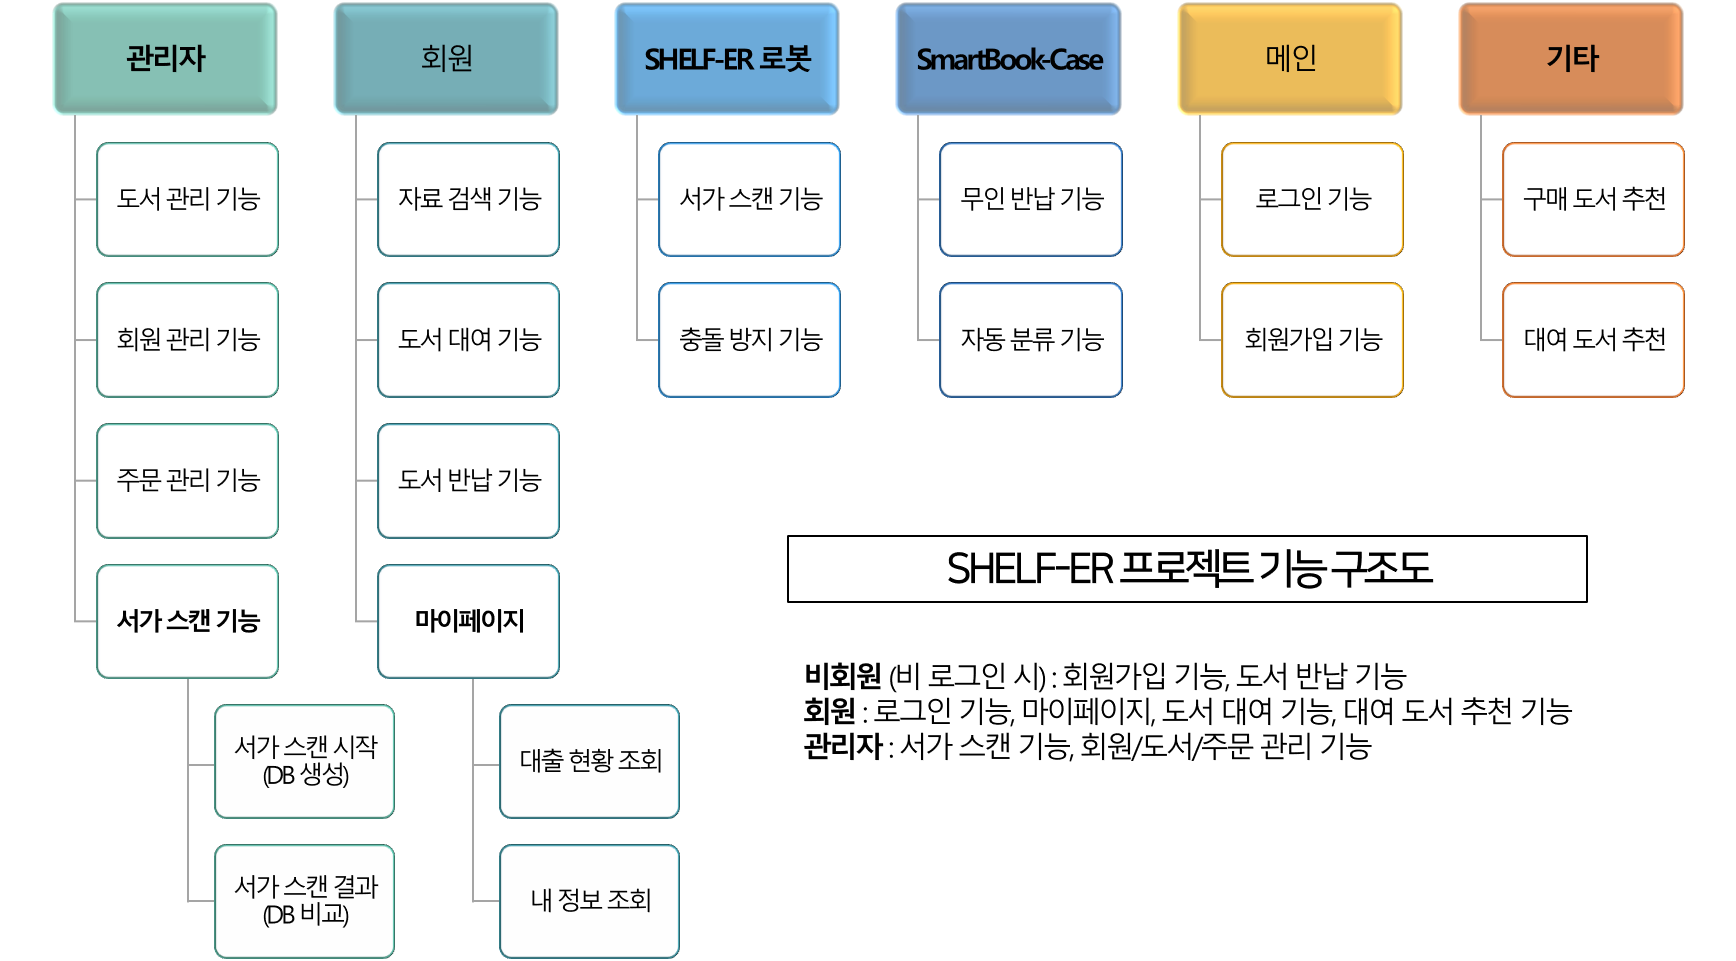 관리자
회원
SHELF-ER 로봇
SmartBook-Case
메인
기타
도서 관리 기능
자료 검색 기능
서가 스캔 기능
무인 반납 기능
로그인 기능
구매 도서 추천
회원 관리 기능
도서 대여 기능
충돌 방지 기능
자동 분류 기능
회원가입 기능
대여 도서 추천
주문 관리 기능
도서 반납 기능
서가 스캔 기능
마이페이지
SHELF-ER 프로젝트 기능 구조도
비회원 (비 로그인 시) : 회원가입 기능, 도서 반납 기능
회원 : 로그인 기능, 마이페이지, 도서 대여 기능, 대여 도서 추천 기능
관리자 : 서가 스캔 기능, 회원/도서/주문 관리 기능
서가 스캔 시작
(DB 생성)
대출 현황 조회
서가 스캔 결과
(DB 비교)
내 정보 조회